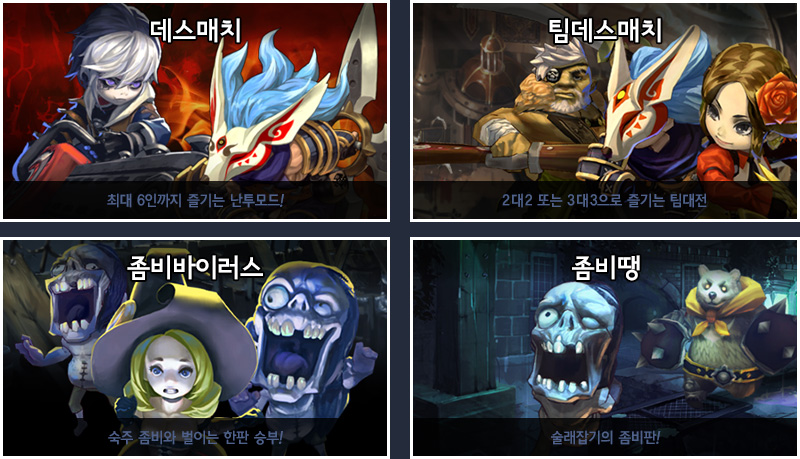 데스매치
최대 6인까지 즐기는 난투모드!
팀데스매치
2대2 또는 3대3으로 즐기는 팀대전
좀비바이러스
숙주 좀비와 벌이는 한판 승부!
좀비땡
술래잡기의 좀비판!